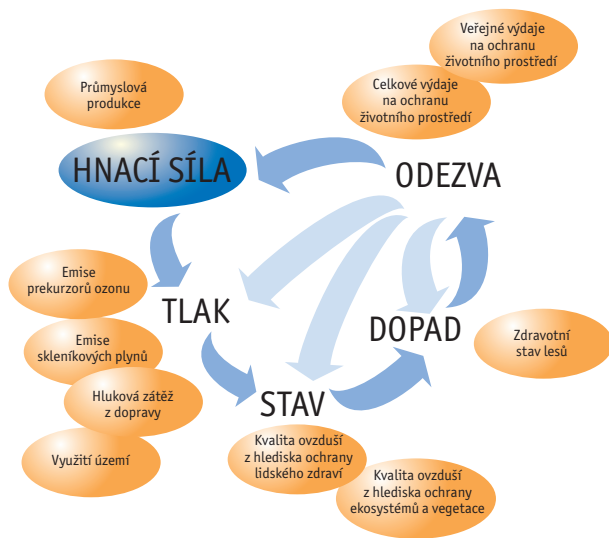 Veřejné výdaje
na ochranu
životního prostředí
Celkové výdaje
na ochranu
životního prostředí
Průmyslová
produkce
HNACÍ SÍLA
ODEZVA
Emise
prekurzorů ozonu
TLAK
DOPAD
Zdravotní
stav lesů
Emise
skleníkových plynů
Hluková zátěž
z dopravy
STAV
Využití území
Kvalita ovzduší
z hlediska ochrany
lidského zdraví
Kvalita ovzduší
z hlediska ochrany
ekosystémů a vegetace